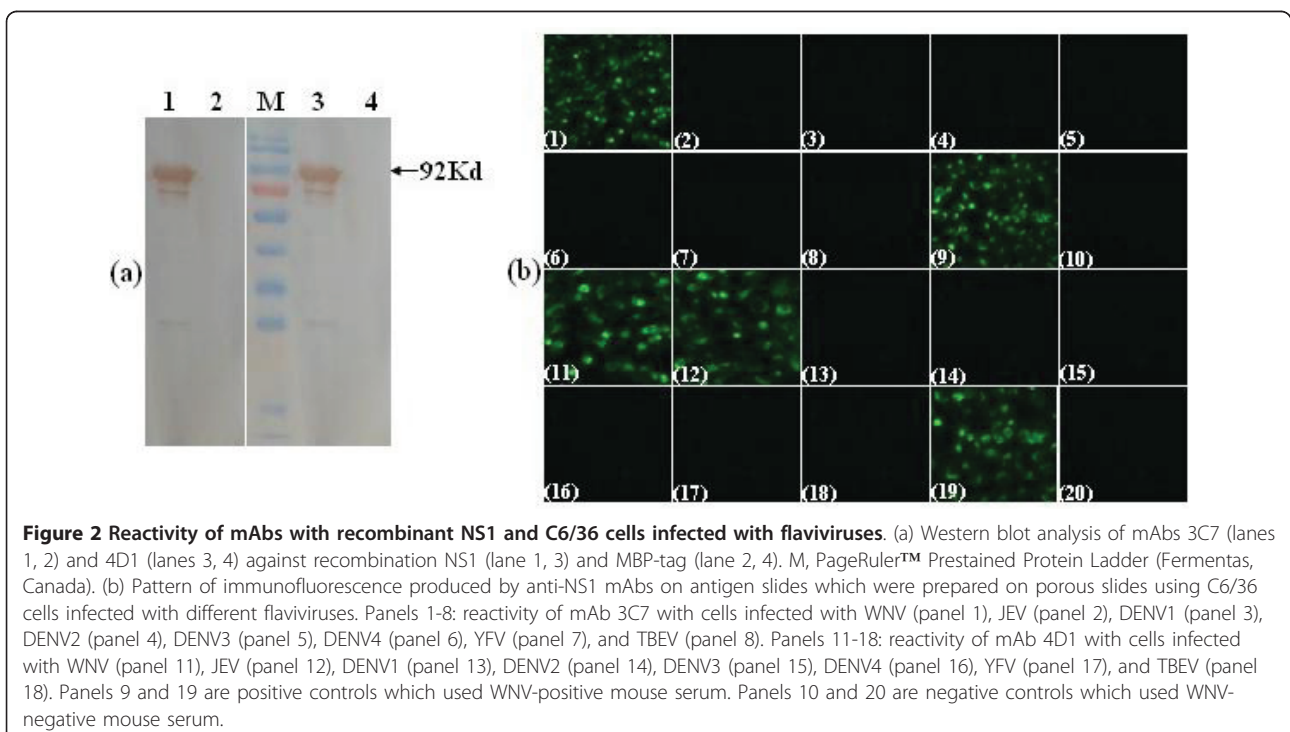 1 2 M 3 4
←92Kd
(a)
(b)
(1) (2) (3) (4) (5)
(6) (7) (8) (9) (10)
(11) (12) (13) (14) (15)
(16) (17) (18) (19) (20)
Figure 2 Reactivity of mAbs with recombinant NS1 and C6/36 cells infected with flaviviruses. (a) Western blot analysis of mAbs 3C7 (lanes
1, 2) and 4D1 (lanes 3, 4) against recombination NS1 (lane 1, 3) and MBP-tag (lane 2, 4). M, PageRuler™ Prestained Protein Ladder (Fermentas,
Canada). (b) Pattern of immunofluorescence produced by anti-NS1 mAbs on antigen slides which were prepared on porous slides using C6/36
cells infected with different flaviviruses. Panels 1-8: reactivity of mAb 3C7 with cells infected with WNV (panel 1), JEV (panel 2), DENV1 (panel 3),
DENV2 (panel 4), DENV3 (panel 5), DENV4 (panel 6), YFV (panel 7), and TBEV (panel 8). Panels 11-18: reactivity of mAb 4D1 with cells infected
with WNV (panel 11), JEV (panel 12), DENV1 (panel 13), DENV2 (panel 14), DENV3 (panel 15), DENV4 (panel 16), YFV (panel 17), and TBEV (panel
18). Panels 9 and 19 are positive controls which used WNV-positive mouse serum. Panels 10 and 20 are negative controls which used WNV-
negative mouse serum.